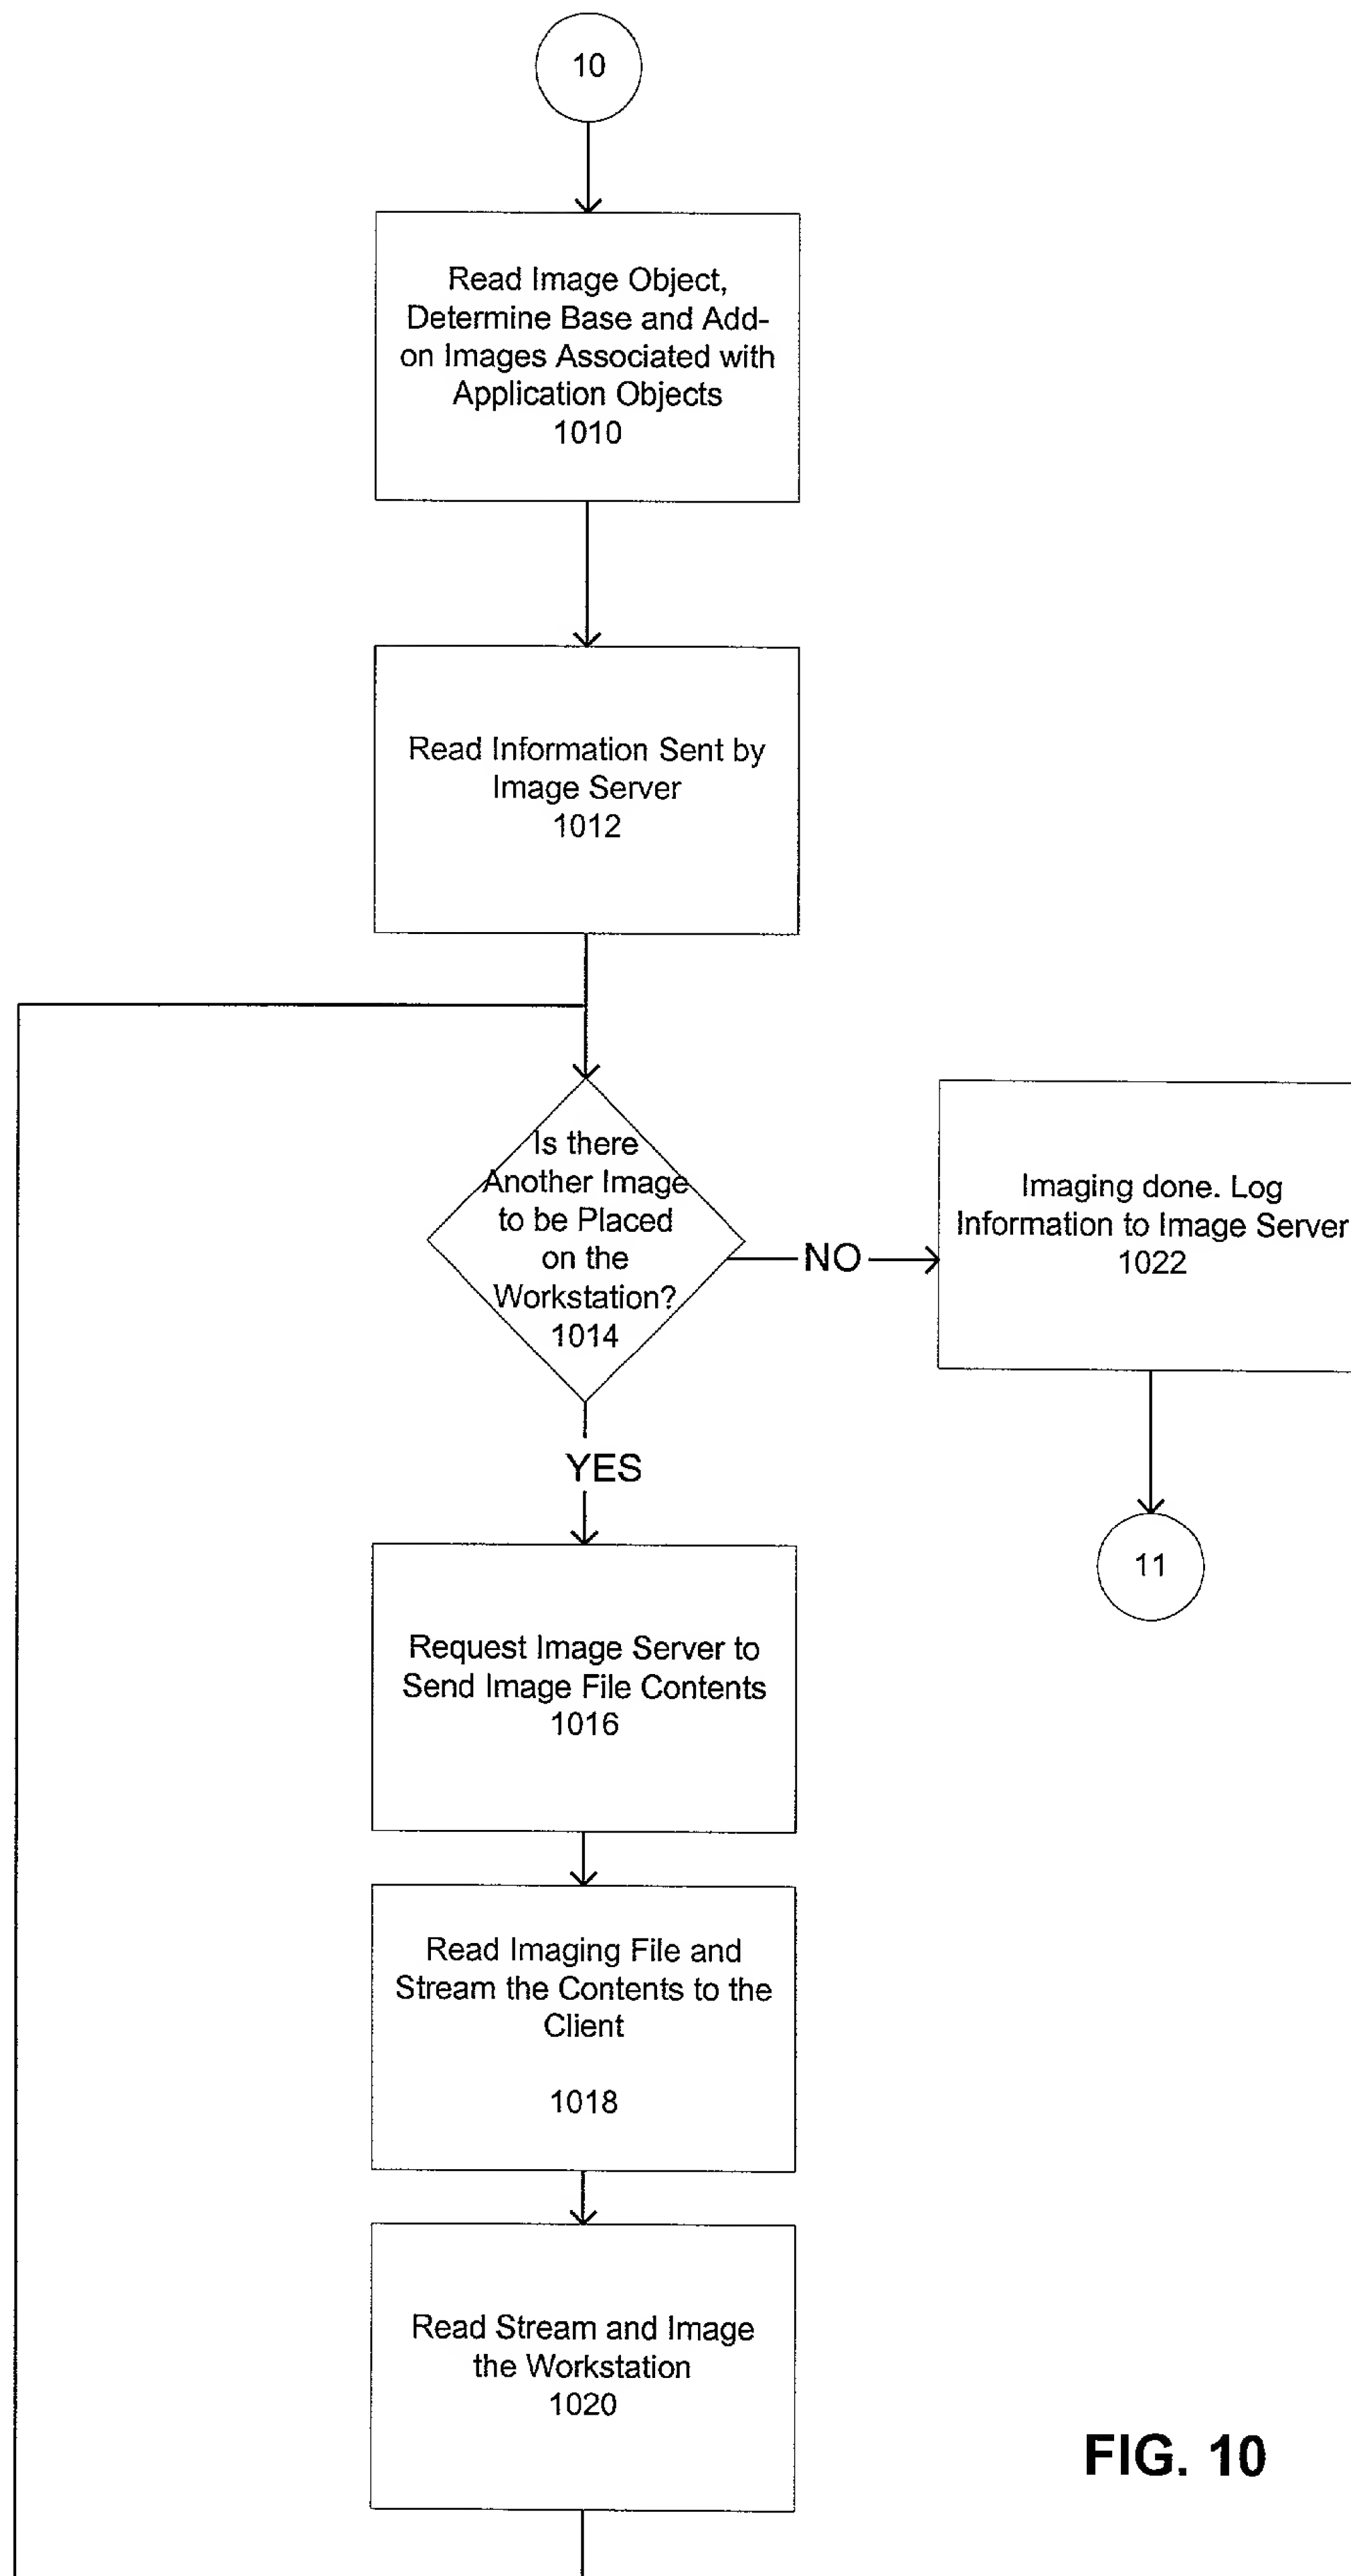 10
Read Image Object,
Determine Base and Add-
on Images Associated with
Application Objects
1010
Read Information Sent by
Image Server
1012
Is there
Another Image
to be Placed
on the
Workstation?
1014
NO
Imaging done. Log
Information to Image Server
1022
YES
11
Request Image Server to
Send Image File Contents
1016
Read Imaging File and
Stream the Contents to the
Client
1018
Read Stream and Image
the Workstation
1020
FIG. 10